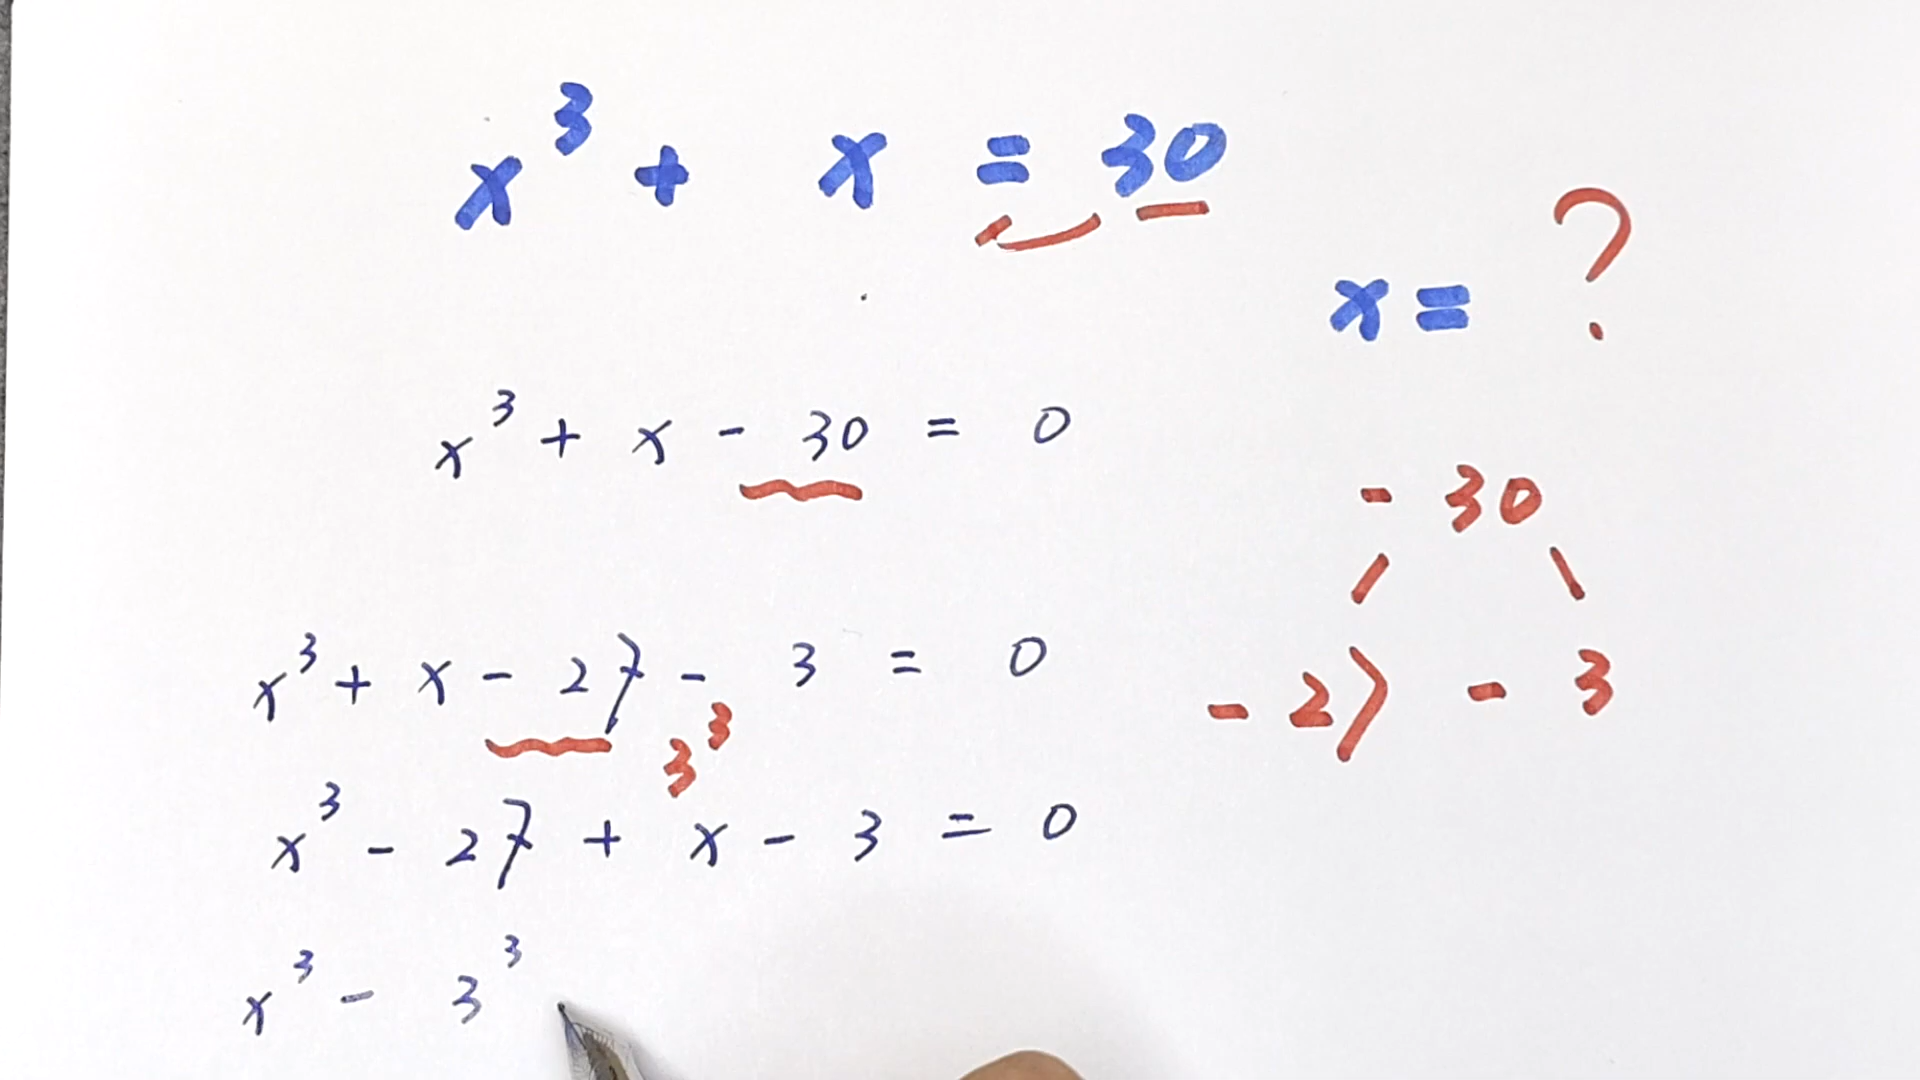 x³ + x = 30
x = ?
x³ + x - 30 = 0
- 30
- 27 - 3
x³ + x - 27 - 3 = 0
3³
x³ - 27 + x - 3 = 0
x³ - 3³